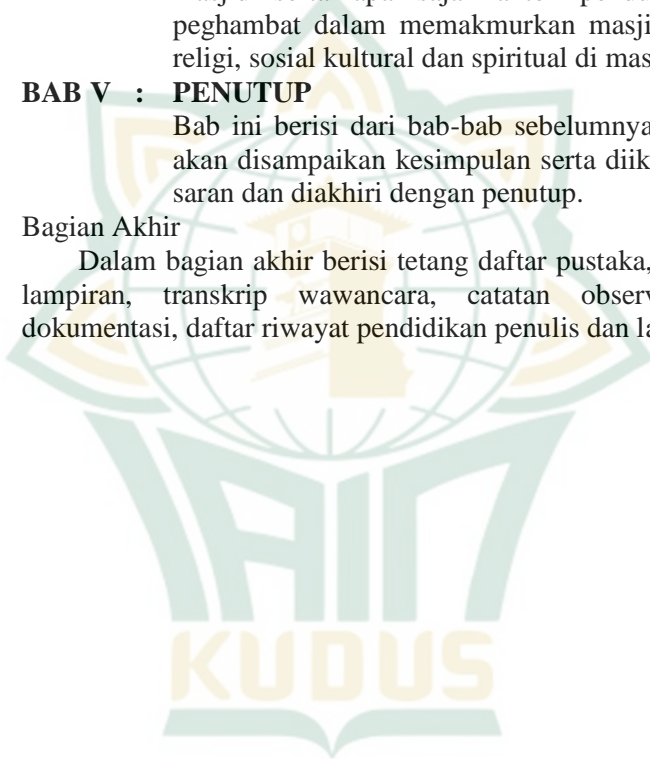 peghambat dalam memakmurkan masji
religi, sosial kultural dan spiritual di mas
BAB V : PENUTUP
Bab ini berisi dari bab-bab sebelumnya
akan disampaikan kesimpulan serta diik
saran dan diakhiri dengan penutup.
Bagian Akhir
Dalam bagian akhir berisi tetang daftar pustaka,
lampiran, transkrip wawancara, catatan observ
dokumentasi, daftar riwayat pendidikan penulis dan la
IAIN
KUDUS